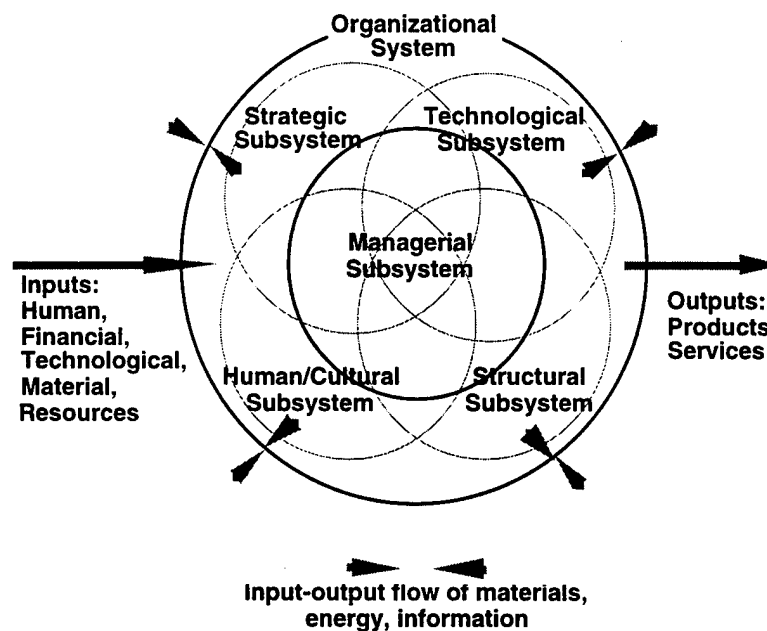 Organizational
System
Strategic
Subsystem
Technological
Subsystem
Managerial
Subsystem
Inputs:
Human,
Financial,
Technological,
Material,
Resources
Outputs:
Products
Services
Human/Cultural
Subsystem
Structural
Subsystem
Input-output flow of materials,
energy, information